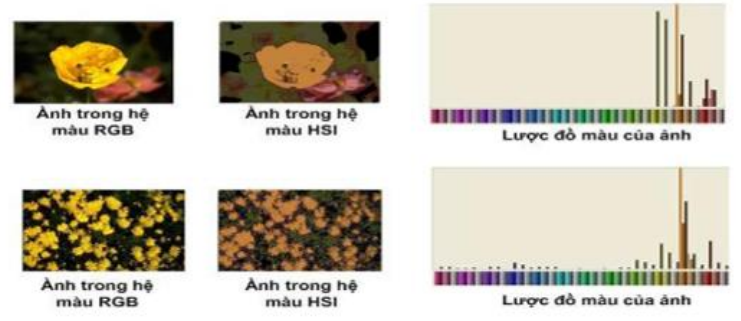 Ảnh trong hệ
màu RGB
Ảnh trong hệ
màu HSI
Lược đồ màu của ảnh
Ảnh trong hệ
màu RGB
Ảnh trong hệ
màu HSI
Lược đồ màu của ảnh